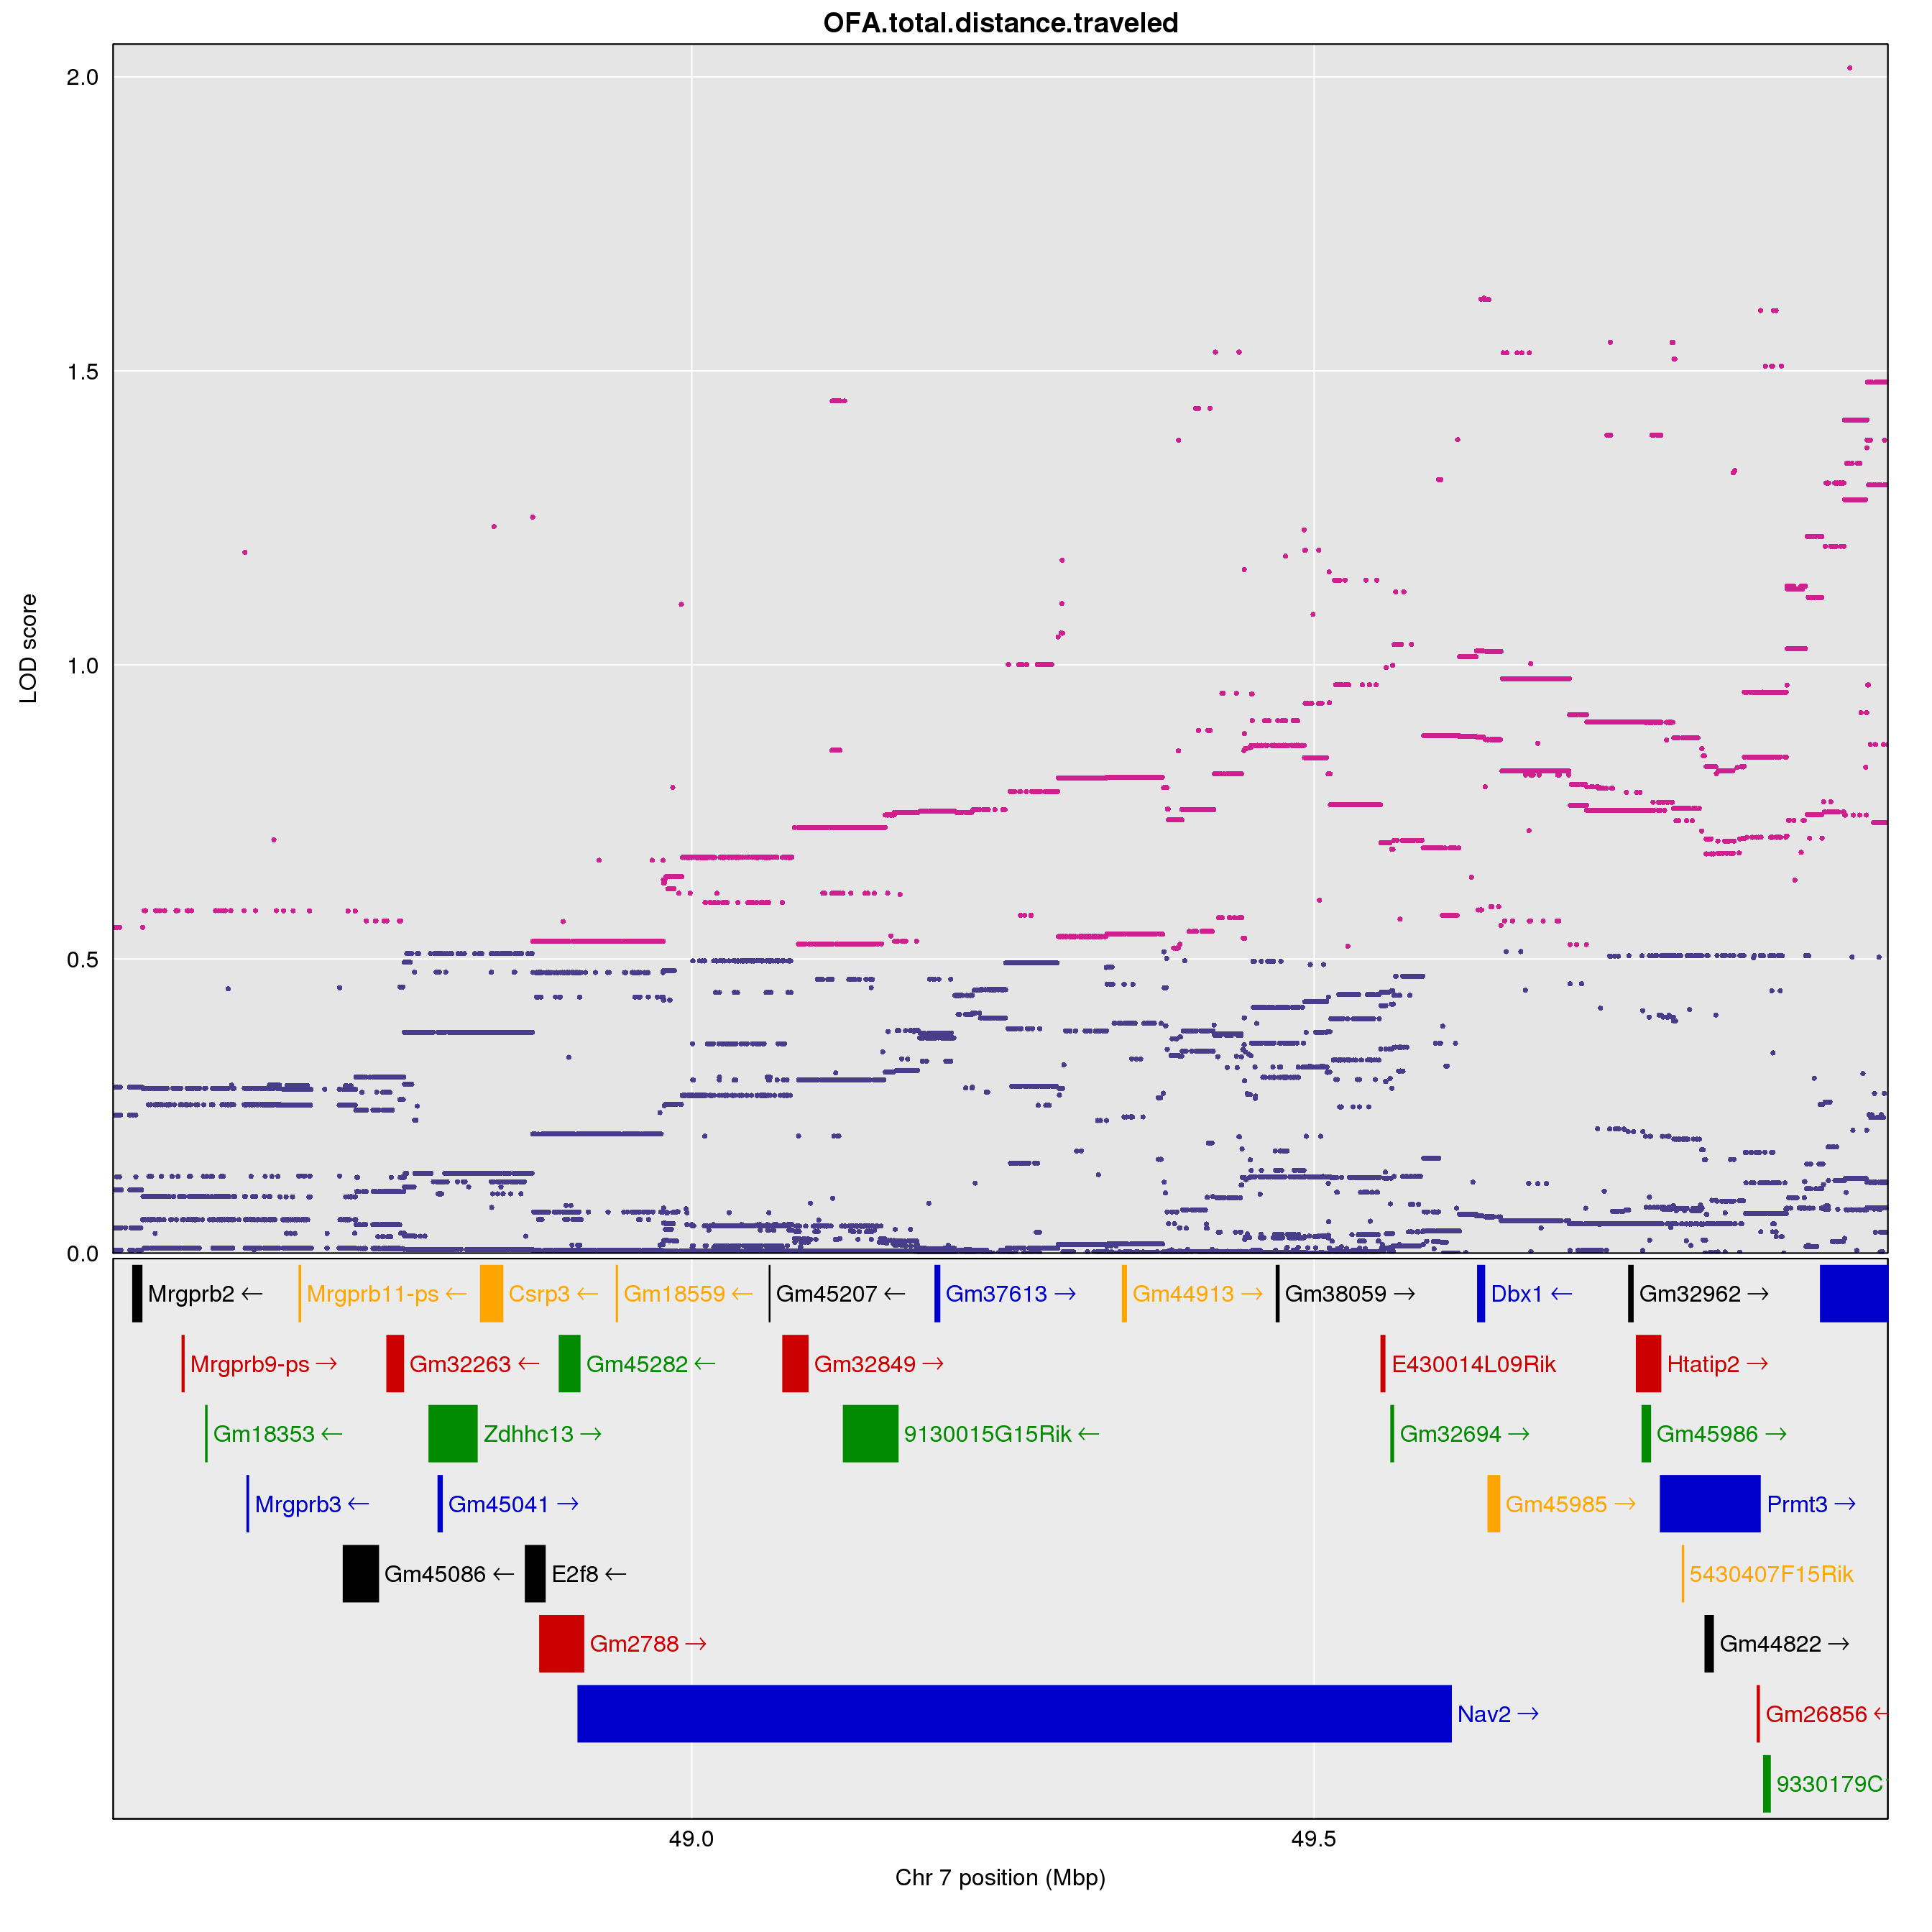 OFA.total.distance.traveled
2.0
1.5
1.0
0.5
0.0
LOD score
Mrgprb2 ← Mrgprb11-ps ← Csrp3 ← Gm18559 ← Gm45207 ← Gm37613 → Gm44913 → Gm38059 → Dbx1 ← Gm32962 →
Mrgprb9-ps → Gm32263 ← Gm45282 ← Gm32849 → E430014L09Rik Htatip2 →
Gm18353 ← Zdhhc13 → 9130015G15Rik ← Gm32694 → Gm45986 →
Mrgprb3 ← Gm45041 → Gm45985 → Prmt3 →
Gm45086 ← E2f8 ← 5430407F15Rik
Gm2788 → Gm44822 →
Nav2 → Gm26856 ←
9330179C
49.0 49.5
Chr 7 position (Mbp)